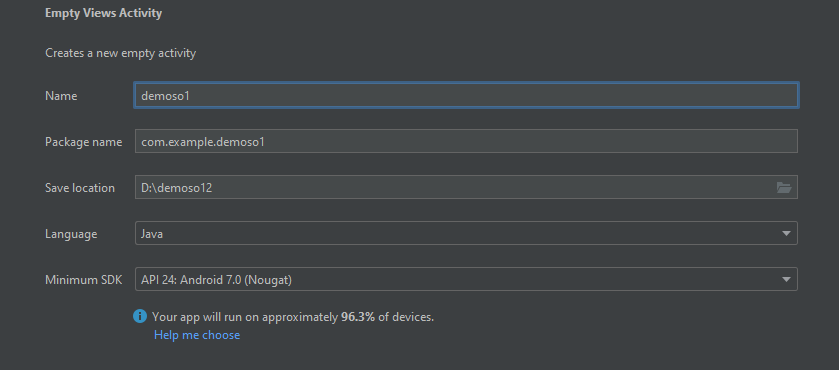 Empty Views Activity
Creates a new empty activity
Name demoso1
Package name com.example.demoso1
Save location D:\demoso12
Language Java
Minimum SDK API 24: Android 7.0 (Nougat)
Your app will run on approximately 96.3% of devices.
Help me choose